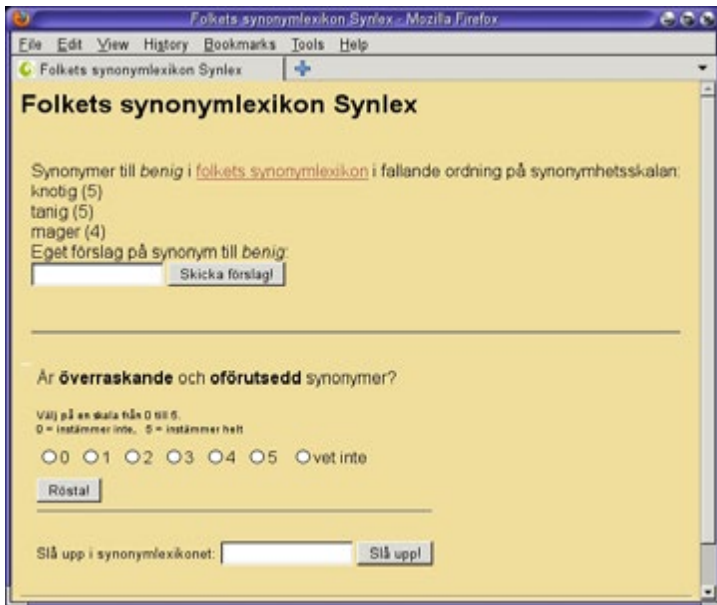 Folkets synonymlexikon Synlex - Mozilla Firefox
File Edit View History Bookmarks Tools Help
Folkets synonymlexikon Synlex
Folkets synonymlexikon Synlex
Synonymer till benig i folkets synonymlexikon i fallande ordning på synonymhetsskalan:
knotig (5)
tanig (5)
mager (4)
Eget förslag på synonym till benig:
Skicka förslag!
Är överraskande och oförutsedd synonymer?
Välj på en skala från 0 till 5.
0 = instämmer inte, 5 = instämmer helt
0 1 2 3 4 5 vet inte
Rösta!
Slå upp i synonymlexikonet: Slå upp!